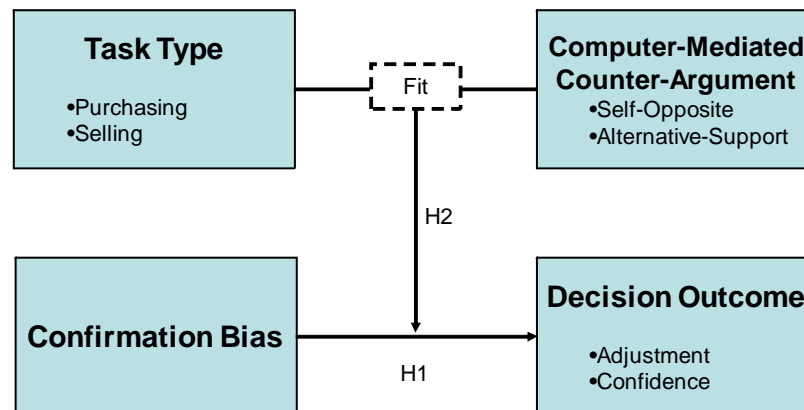 Task Type
•Purchasing
•Selling
Fit
Computer-Mediated
Counter-Argument
•Self-Opposite
•Alternative-Support
H2
Confirmation Bias
H1
Decision Outcome
•Adjustment
•Confidence